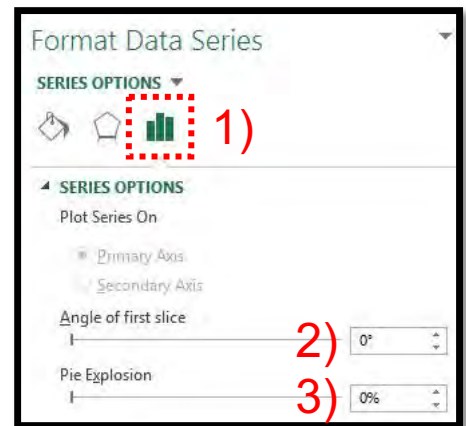 Format Data Series
SERIES OPTIONS
1)
SERIES OPTIONS
Plot Series On
Primary Axis
Secondary Axis
Angle of first slice
2) 0°
Pie Explosion
3) 0%